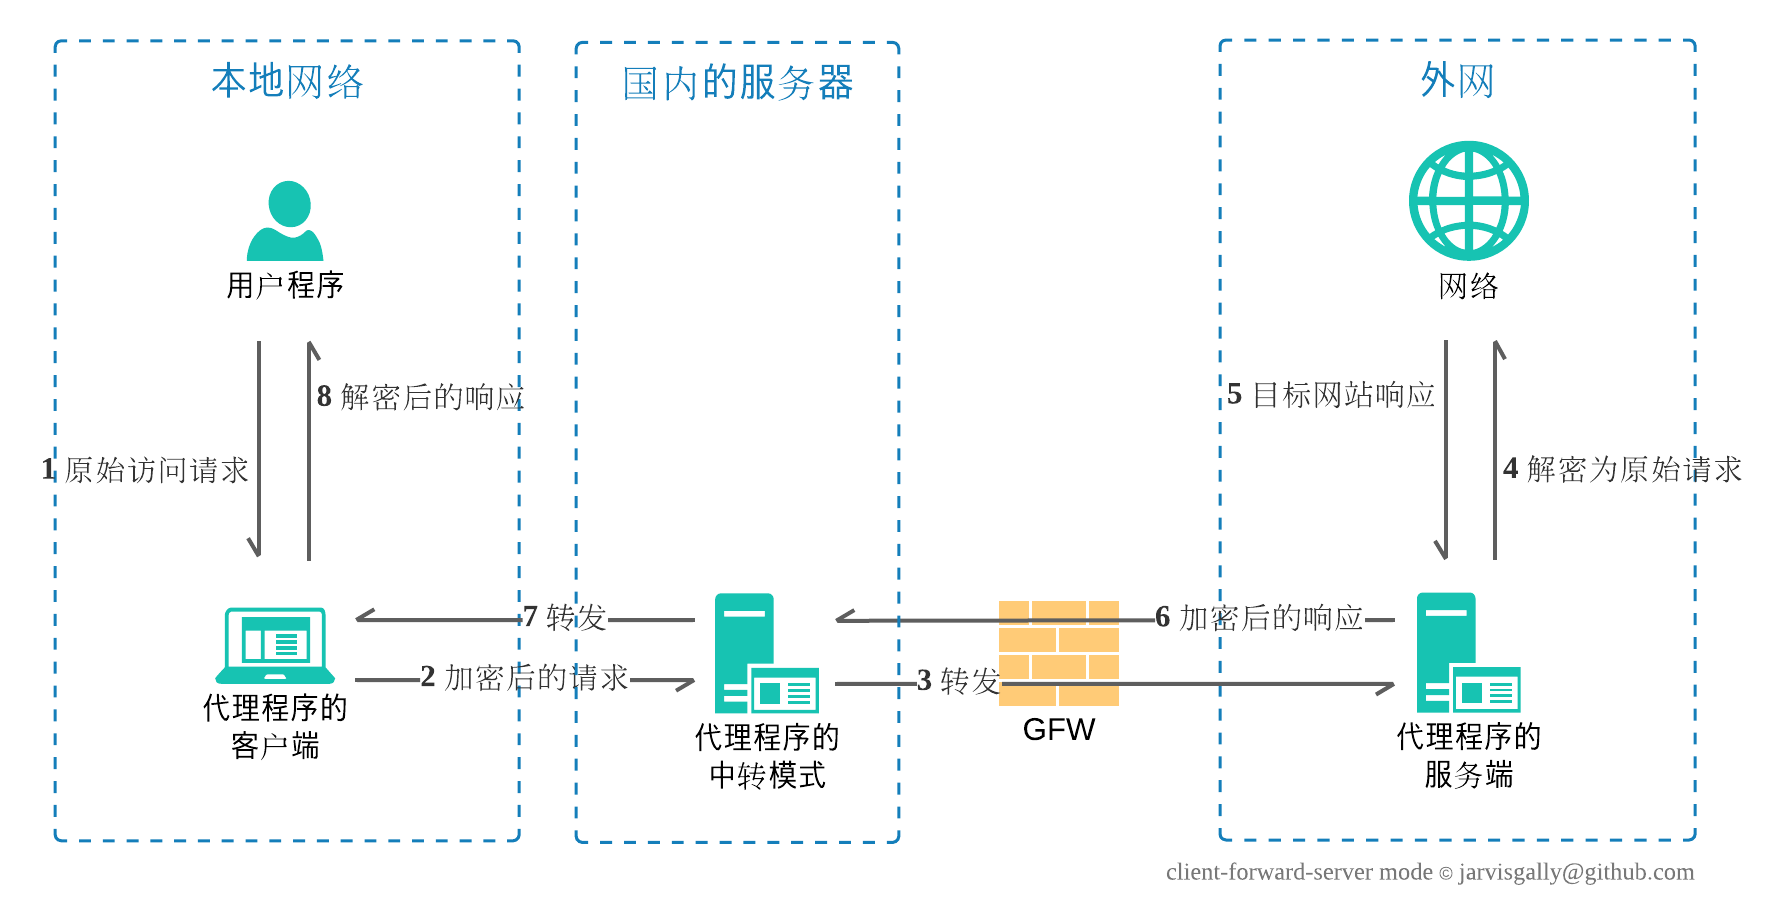 本地网络
国内的服务器
外网
用户程序
网络
8 解密后的响应
5 目标网站响应
1 原始访问请求
4 解密为原始请求
7 转发
6 加密后的响应
2 加密后的请求
3 转发
代理程序的
客户端
代理程序的
中转模式
GFW
代理程序的
服务端
client-forward-server mode © jarvisgally@github.com